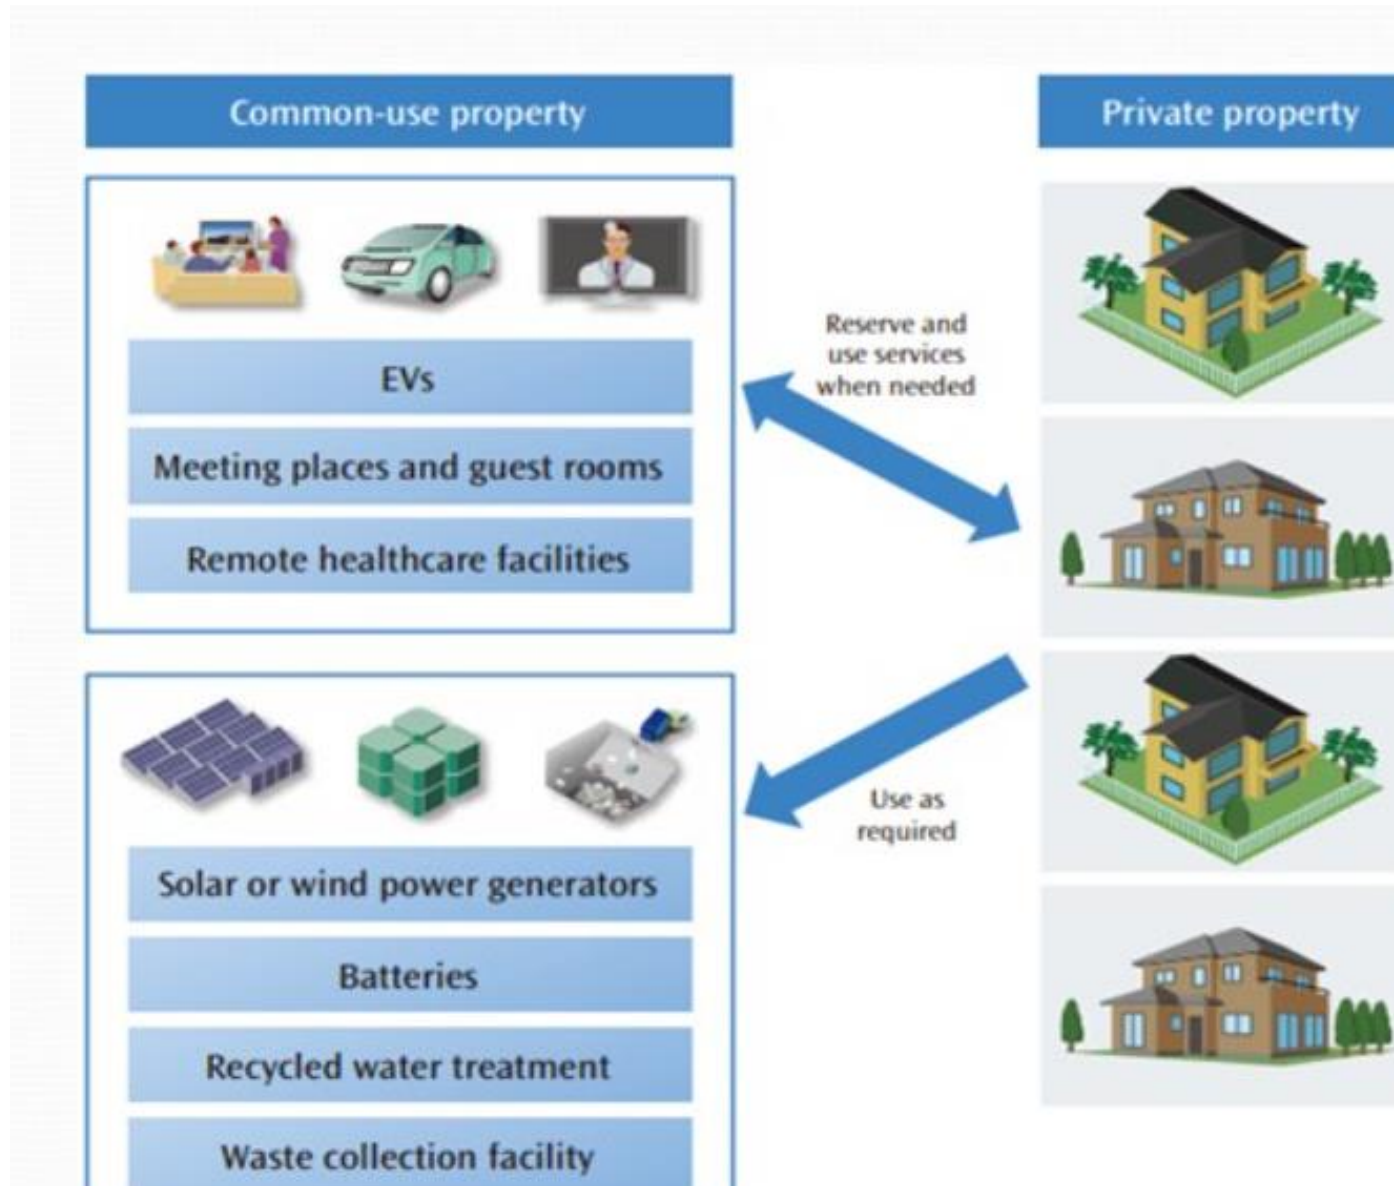 Common-use property
Private property
EVs
Meeting places and guest rooms
Remote healthcare facilities
Reserve and
use services
when needed
Solar or wind power generators
Batteries
Recycled water treatment
Waste collection facility
Use as
required